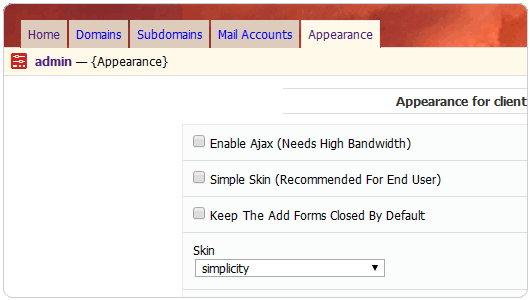 Home Domains Subdomains Mail Accounts Appearance
admin — {Appearance}
Appearance for client
Enable Ajax (Needs High Bandwidth)
Simple Skin (Recommended For End User)
Keep The Add Forms Closed By Default
Skin
simplicity